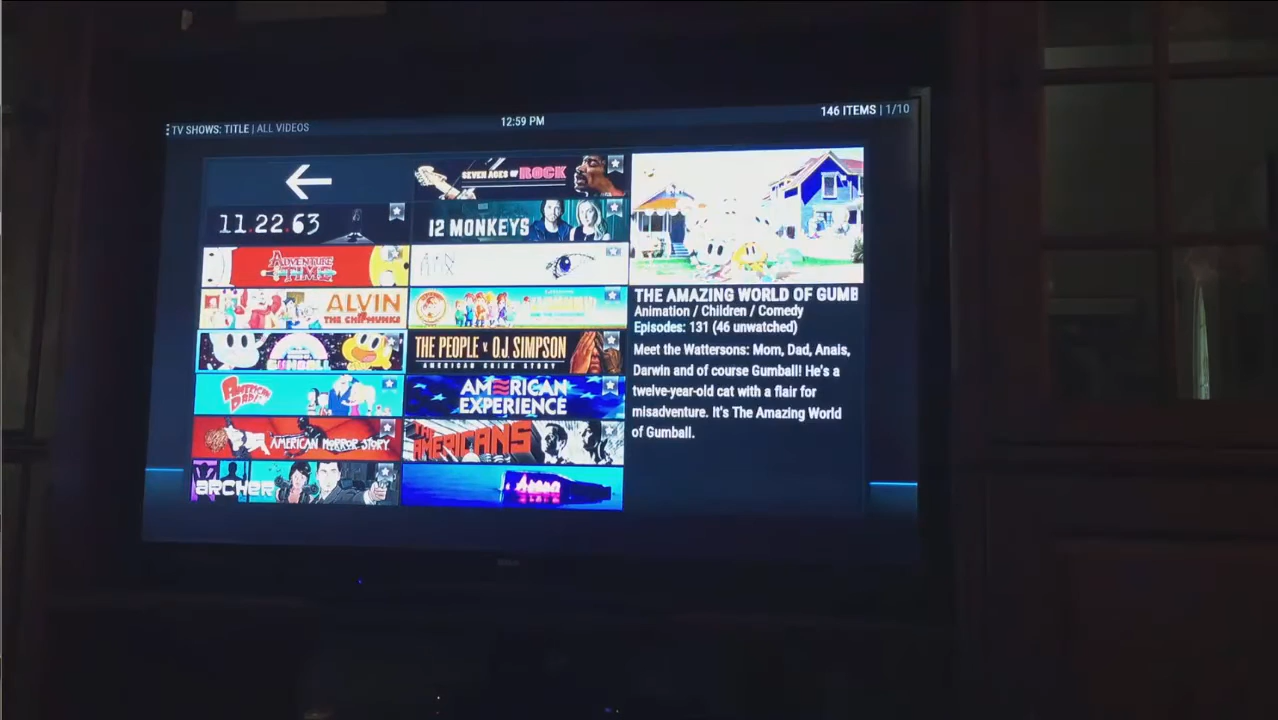 TV SHOWS: TITLE | ALL VIDEOS
12:59 PM
146 ITEMS | 1/10
SEVEN AGES OF ROCK
11.22.63
12 MONKEYS
ADVENTURE TIME
ALVIN
THE CHIPMUNKS
GUMBALL
THE PEOPLE v. O.J. SIMPSON
AMERICAN CRIME STORY
AMERICAN DAD!
AMERICAN
EXPERIENCE
AMERICAN HORROR STORY
THE AMERICANS
ARCHER
THE AMAZING WORLD OF GUMB
Animation / Children / Comedy
Episodes: 131 (46 unwatched)
Meet the Wattersons: Mom, Dad, Anais,
Darwin and of course Gumball! He's a
twelve-year-old cat with a flair for
misadventure. It's The Amazing World
of Gumball.